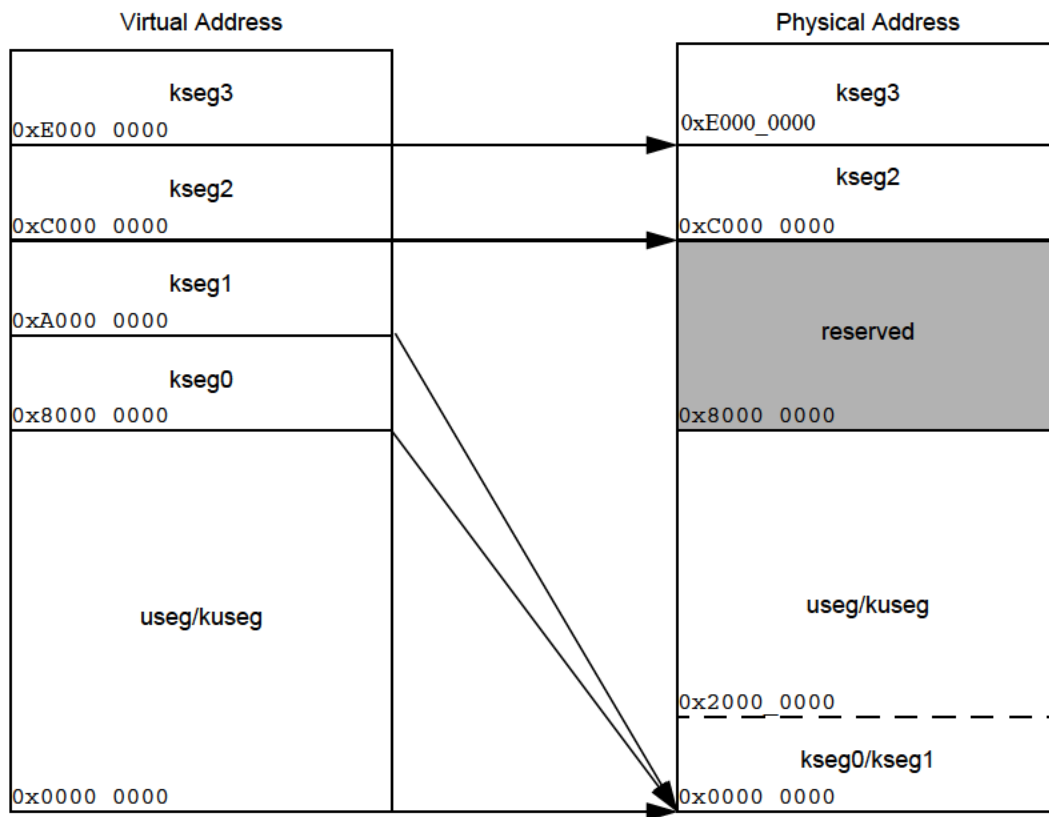 Virtual Address
Physical Address
kseg3
0xE000 0000
kseg2
0xC000 0000
kseg1
0xA000 0000
kseg0
0x8000 0000
useg/kuseg
0x0000 0000
kseg3
0xE000_0000
kseg2
0xC000 0000
reserved
0x8000 0000
useg/kuseg
0x2000_0000
kseg0/kseg1
0x0000 0000